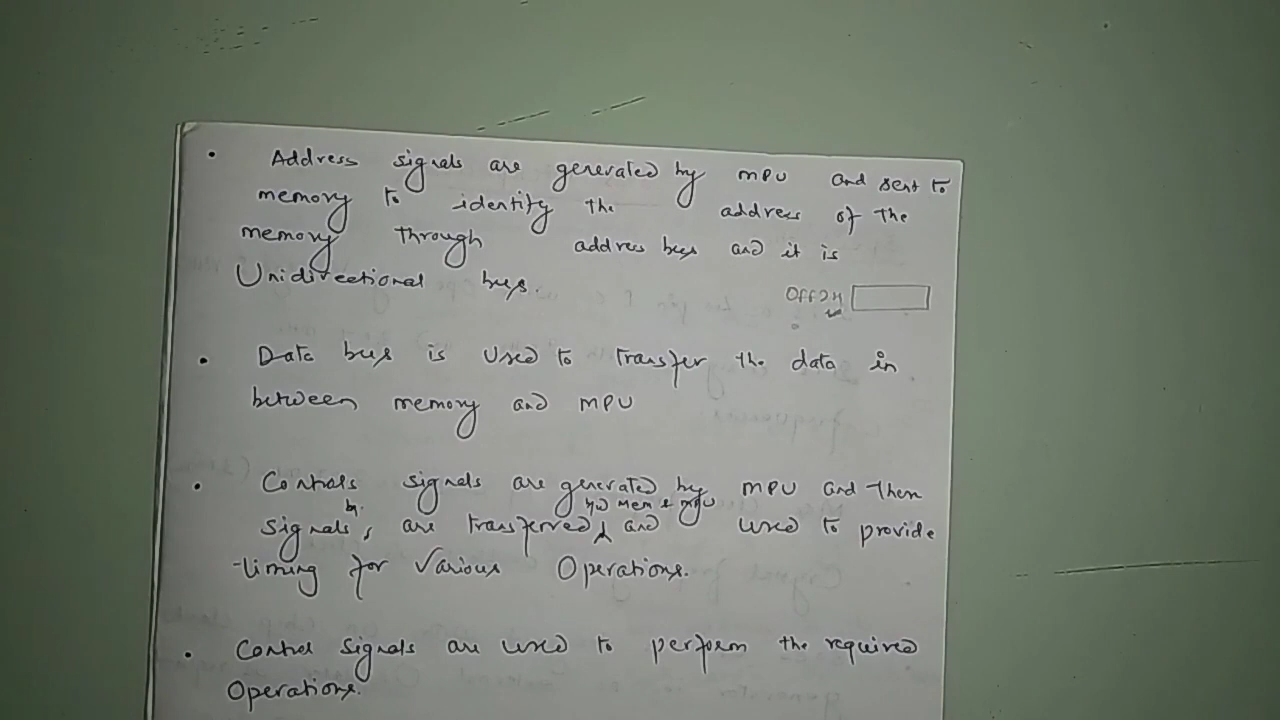 • Address signals are generated by MPU and sent to
memory to identify the address of the
memory through address bus and it is
Unidirectional bus.
• Data bus is used to transfer the data in
between memory and MPU
• Controls signals are generated by MPU and these
b/w mem & mpu
signals, are transferred, and used to provide
timing for various Operations.
• Control signals are used to perform the required
Operations.